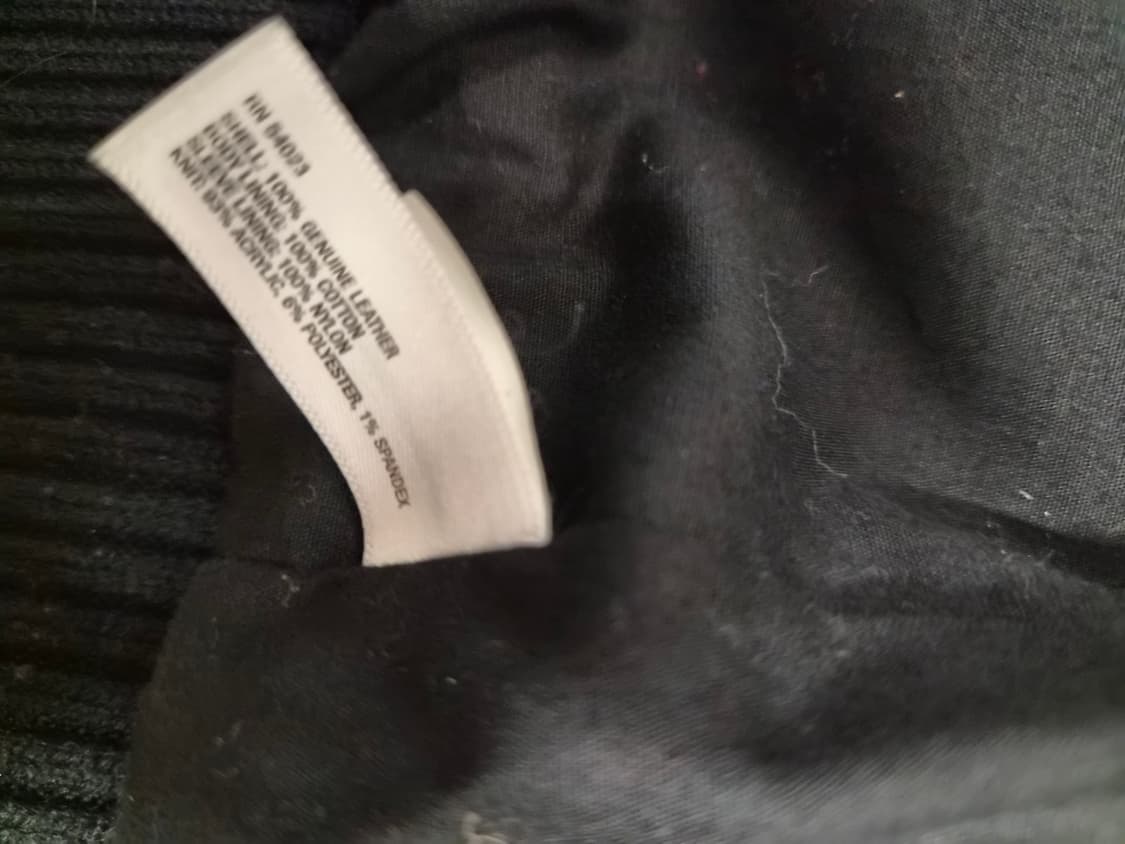 RN 54023
SHELL: 100% GENUINE LEATHER
BODY LINING: 100% COTTON
SLEEVE LINING: 100% NYLON
KNIT: 93% ACRYLIC, 6% POLYESTER, 1% SPANDEX